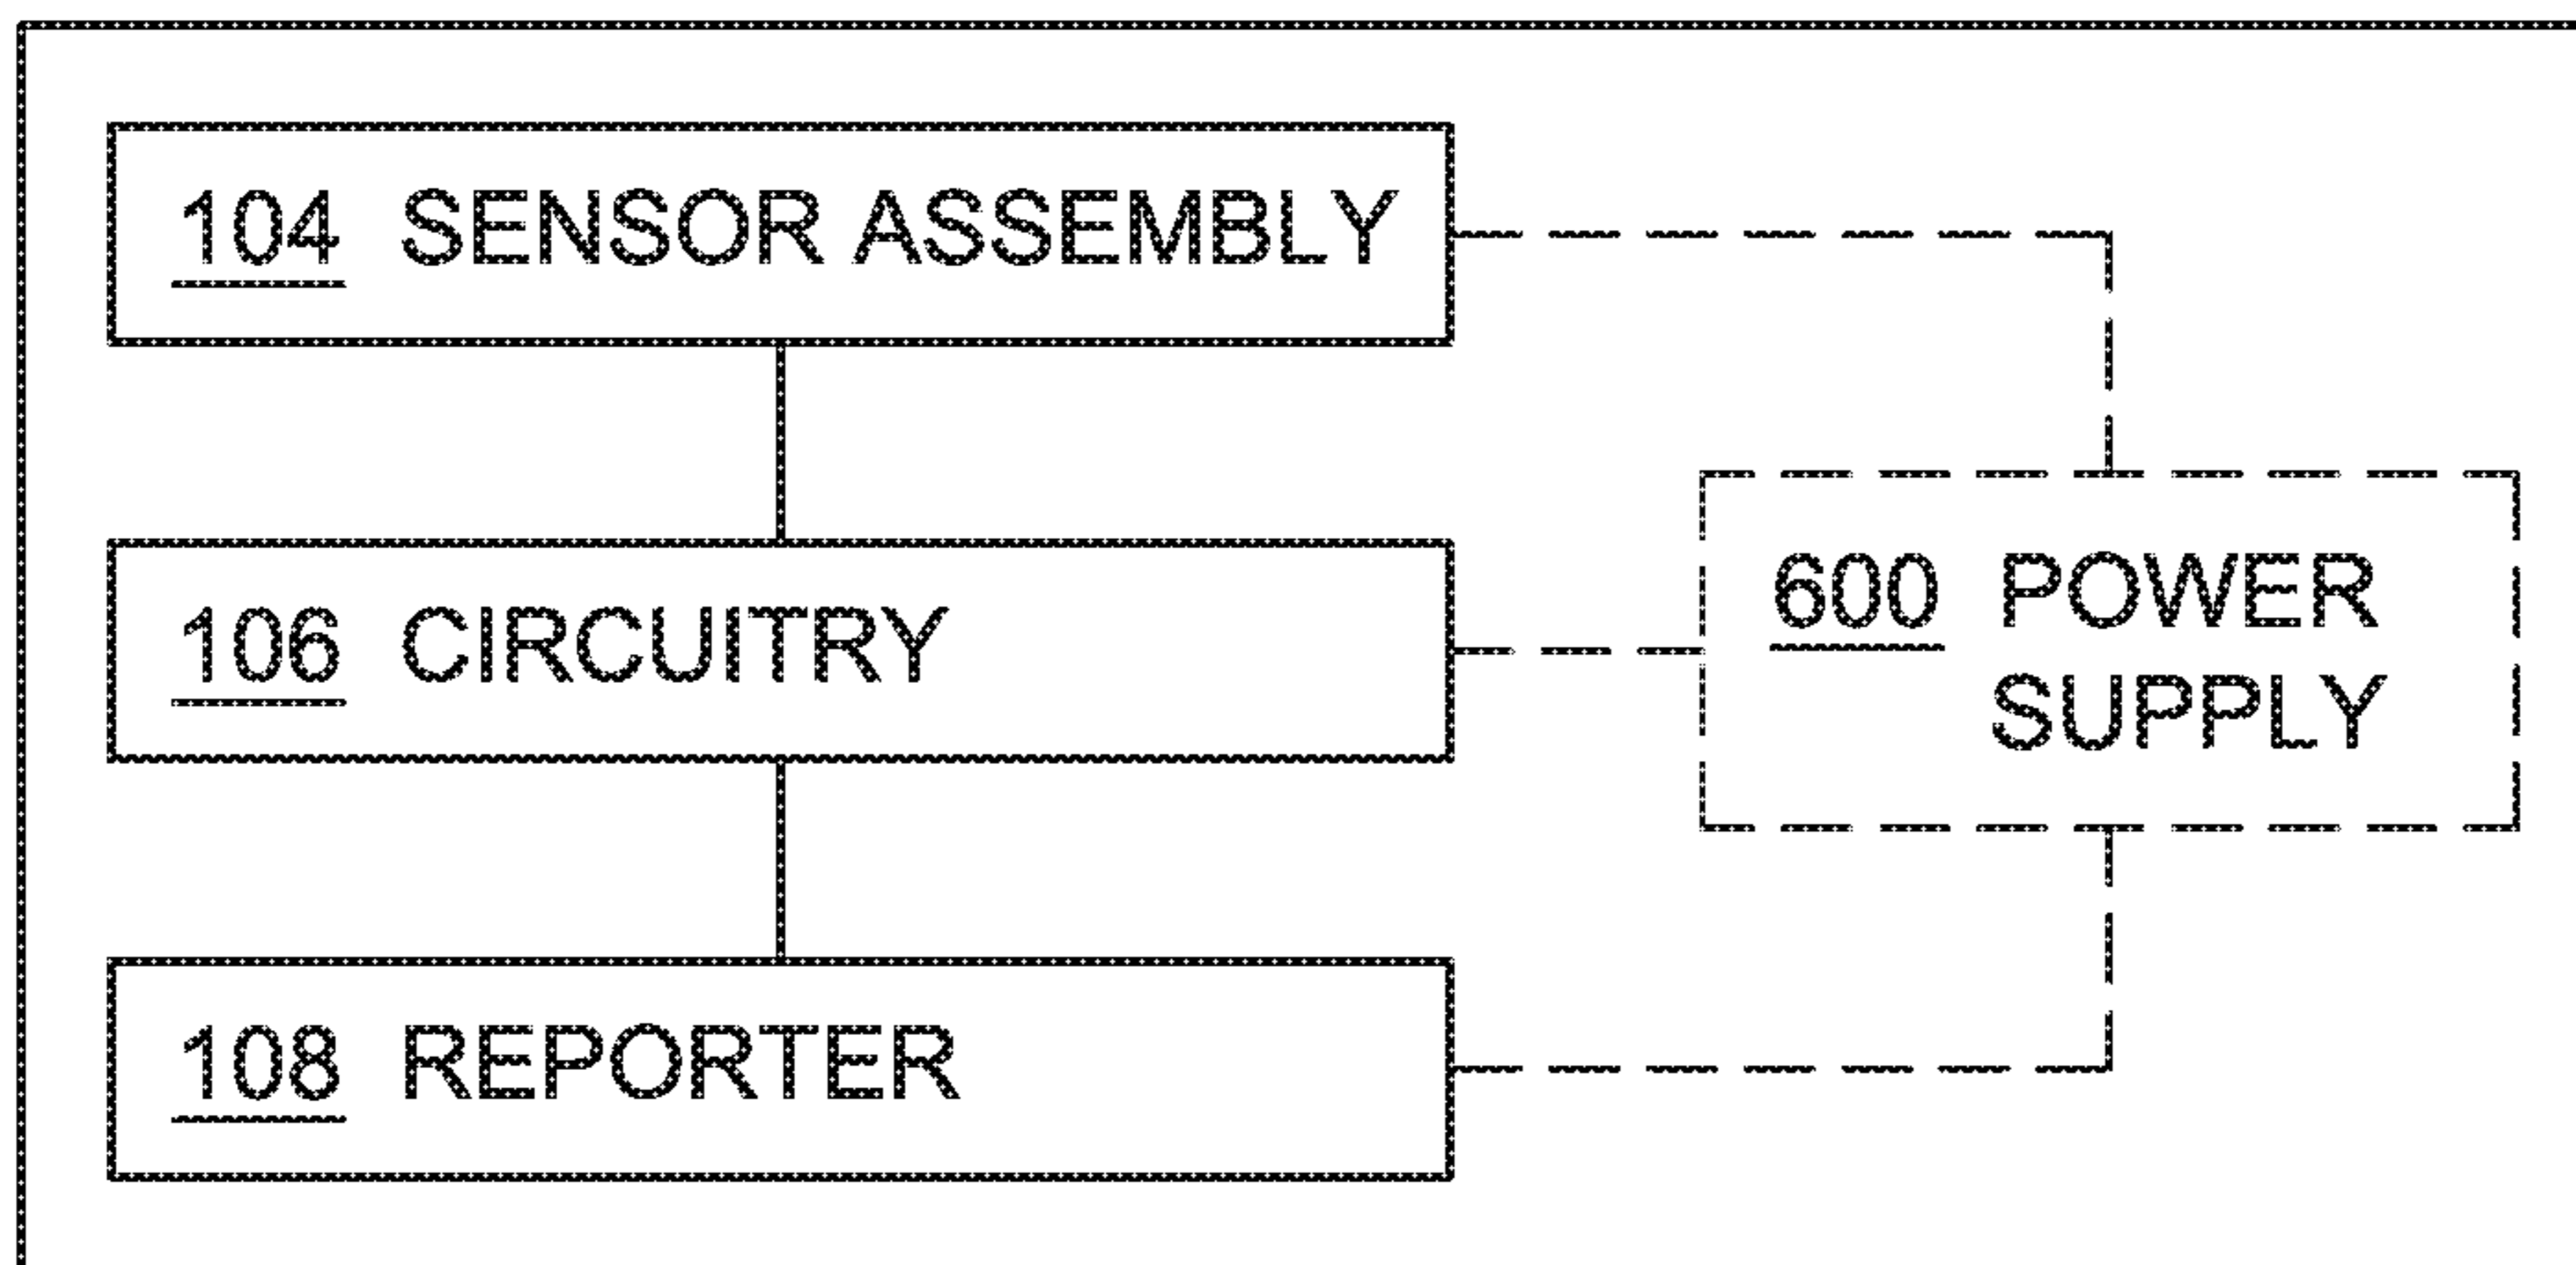 104 SENSOR ASSEMBLY
106 CIRCUITRY
600 POWER
SUPPLY
108 REPORTER